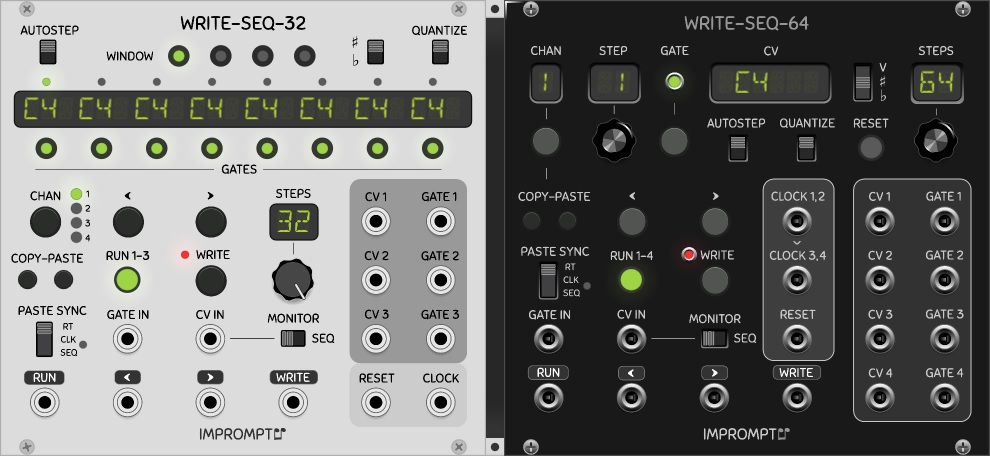 WRITE-SEQ-32
AUTOSTEP
WINDOW
♯
♭
QUANTIZE
C4 C4 C4 C4 C4 C4 C4 C4
GATES
CHAN
1
2
3
4
<
>
STEPS
32
COPY-PASTE
RUN 1-3
WRITE
PASTE SYNC
RT
CLK
SEQ
GATE IN
CV IN
MONITOR
SEQ
RUN
<
>
WRITE
CV 1 GATE 1
CV 2 GATE 2
CV 3 GATE 3
RESET CLOCK
IMPROMPTU
WRITE-SEQ-64
CHAN STEP GATE CV STEPS
1 1 C4 64
V
♯
♭
AUTOSTEP QUANTIZE RESET
COPY-PASTE
<
>
PASTE SYNC
RT
CLK
SEQ
RUN 1-4
WRITE
GATE IN
CV IN
MONITOR
SEQ
RUN
<
>
WRITE
CLOCK 1,2
CLOCK 3,4
RESET
CV 1 GATE 1
CV 2 GATE 2
CV 3 GATE 3
CV 4 GATE 4
IMPROMPTU